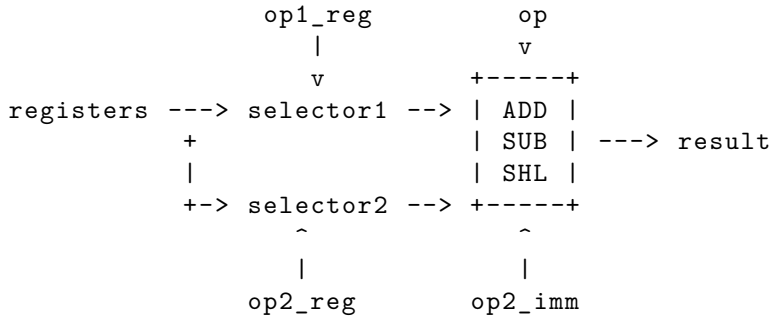 op1_reg op
| v
v +-----+
registers ---> selector1 --> | ADD |
+ | SUB | ---> result
| | SHL |
+-> selector2 --> +-----+
^ ^
| |
op2_reg op2_imm